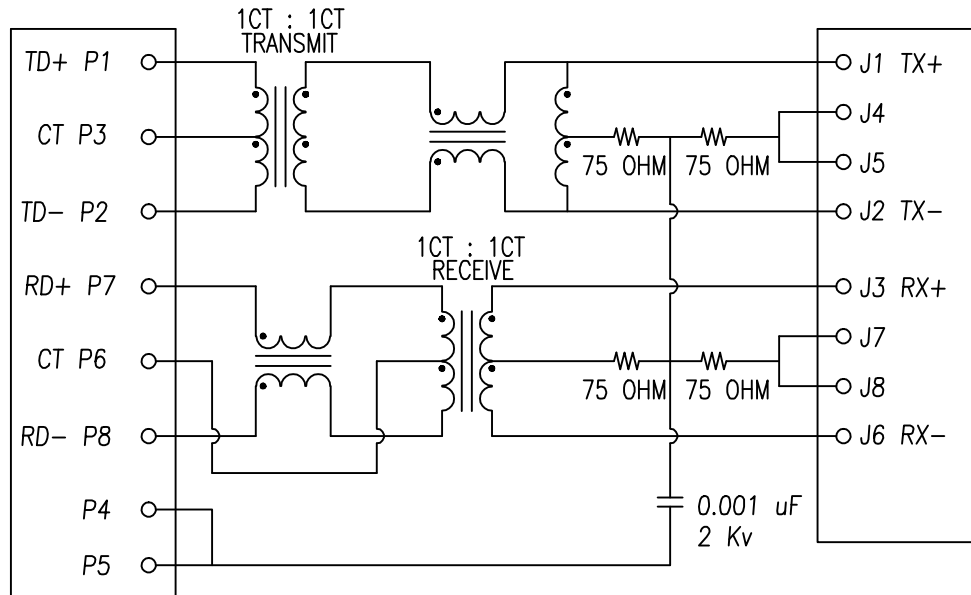 1CT : 1CT
TRANSMIT
TD+ P1
J1 TX+
J4
CT P3
75 OHM
75 OHM
J5
TD- P2
J2 TX-
1CT : 1CT
RECEIVE
RD+ P7
J3 RX+
J7
CT P6
75 OHM
75 OHM
J8
RD- P8
J6 RX-
P4
0.001 uF
2 Kv
P5